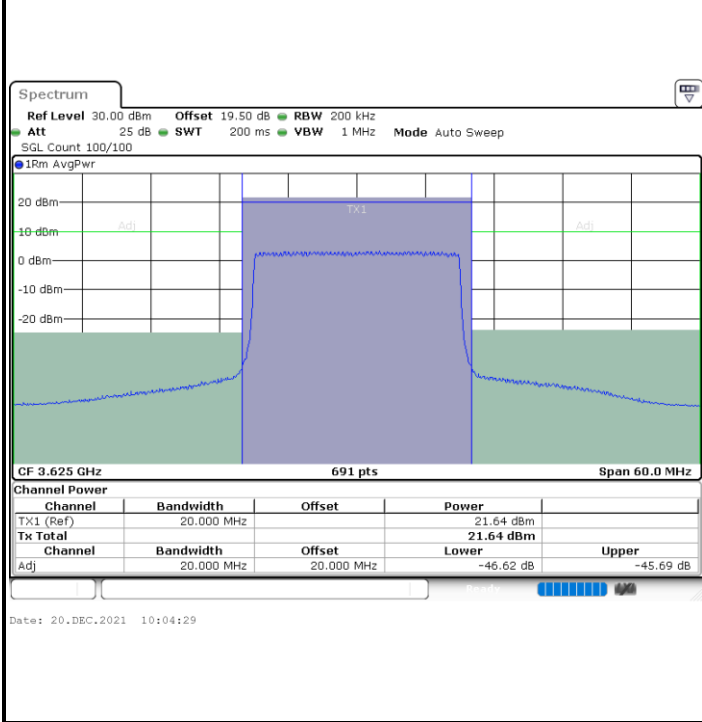 Spectrum
Ref Level 30.00 dBm Offset 19.50 dB RBW 200 kHz
Att 25 dB SWT 200 ms VBW 1 MHz Mode Auto Sweep
SGL Count 100/100
1Rm AvgPwr
20 dBm
TX1
Adj Adj
10 dBm
0 dBm
-10 dBm
-20 dBm
CF 3.625 GHz 691 pts Span 60.0 MHz
Channel Power
Channel Bandwidth Offset Power
TX1 (Ref) 20.000 MHz 21.64 dBm
Tx Total 21.64 dBm
Channel Bandwidth Offset Lower Upper
Adj 20.000 MHz 20.000 MHz -46.62 dB -45.69 dB
Ready
Date: 20.DEC.2021 10:04:29